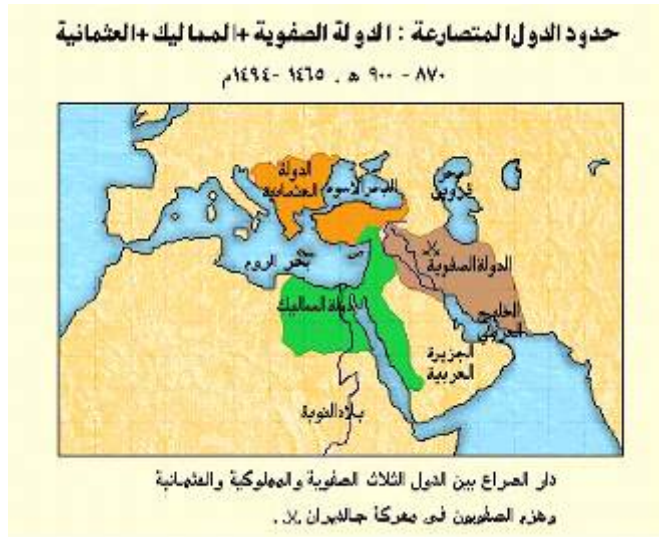 حدود الدول المتصارعة : الدولة الصفوية + المماليك + العثمانية
٨٧٠ - ٩٠٠ هـ . ١٤٦٥ - ١٤٩٤م
الدولة
العثمانية
البحر الاسود
بحر
قزوين
بحر الروم
الدولة الصفوية
دولة المماليك
الخليج
العربي
الجزيرة
العربية
بلاد النوبة
دار الصراع بين الدول الثلاث الصفوية والمملوكية والعثمانية
وهزم الصفويون في معركة جالديران X .